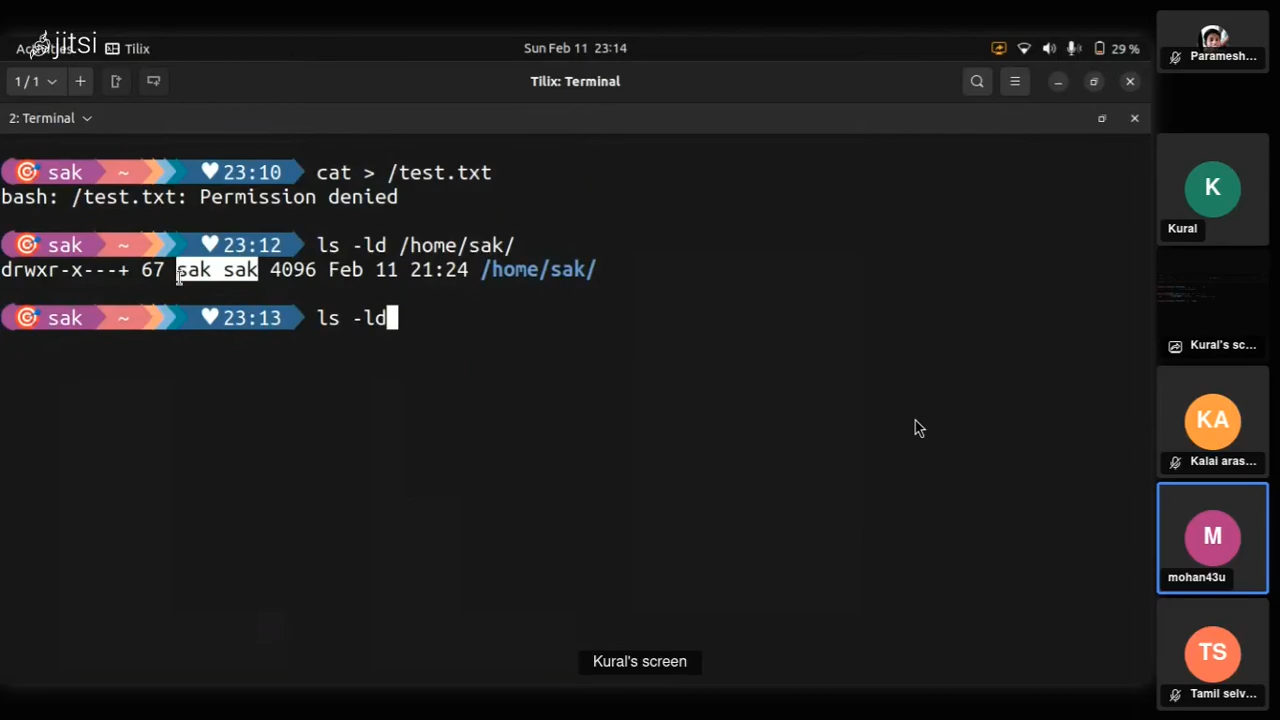 jitsi
Tilix
Sun Feb 11 23:14
29 %
1 / 1
Tilix: Terminal
2: Terminal
sak ~ 23:10 cat > /test.txt
bash: /test.txt: Permission denied
sak ~ 23:12 ls -ld /home/sak/
drwxr-x---+ 67 sak sak 4096 Feb 11 21:24 /home/sak/
sak ~ 23:13 ls -ld
Kural's screen
Paramesh...
K
Kural
Kural's sc...
KA
Kalai aras...
M
mohan43u
TS
Tamil selv...